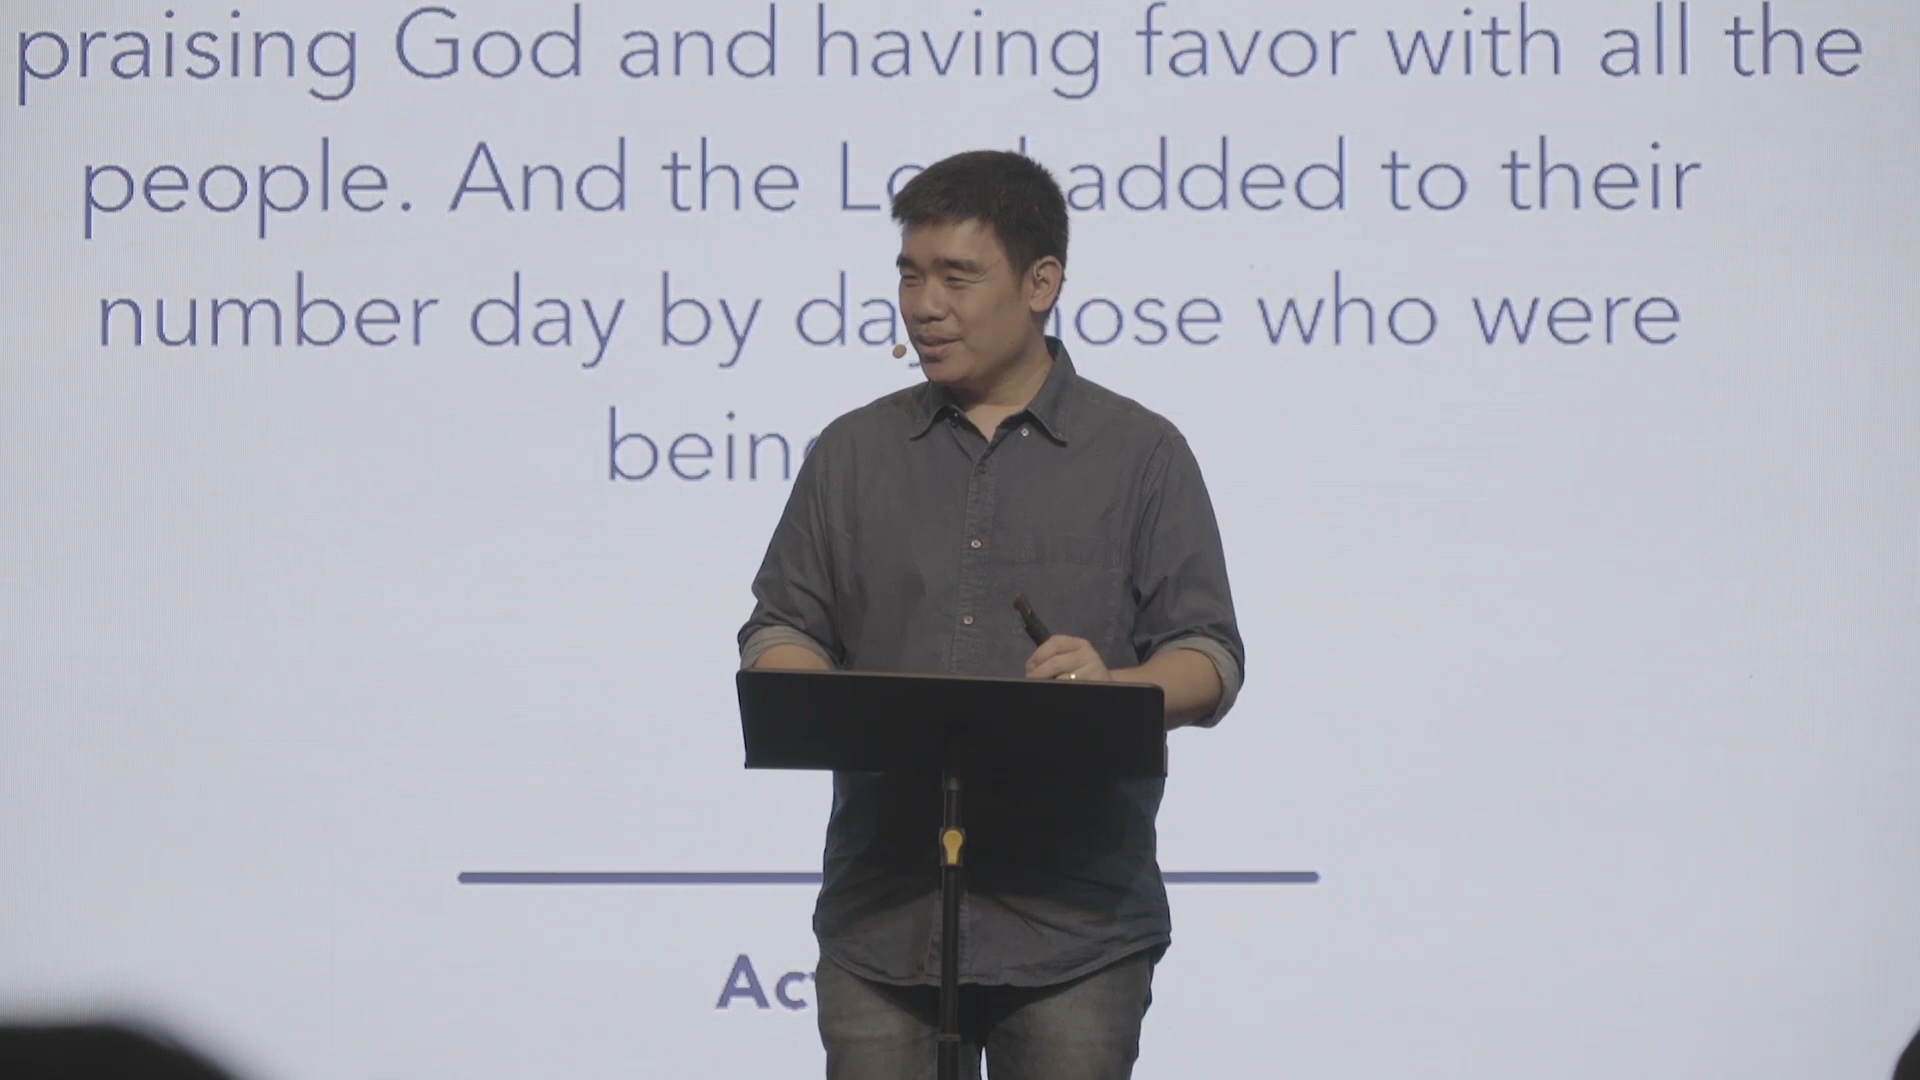 praising God and having favor with all the
people. And the added to their
number day by who were